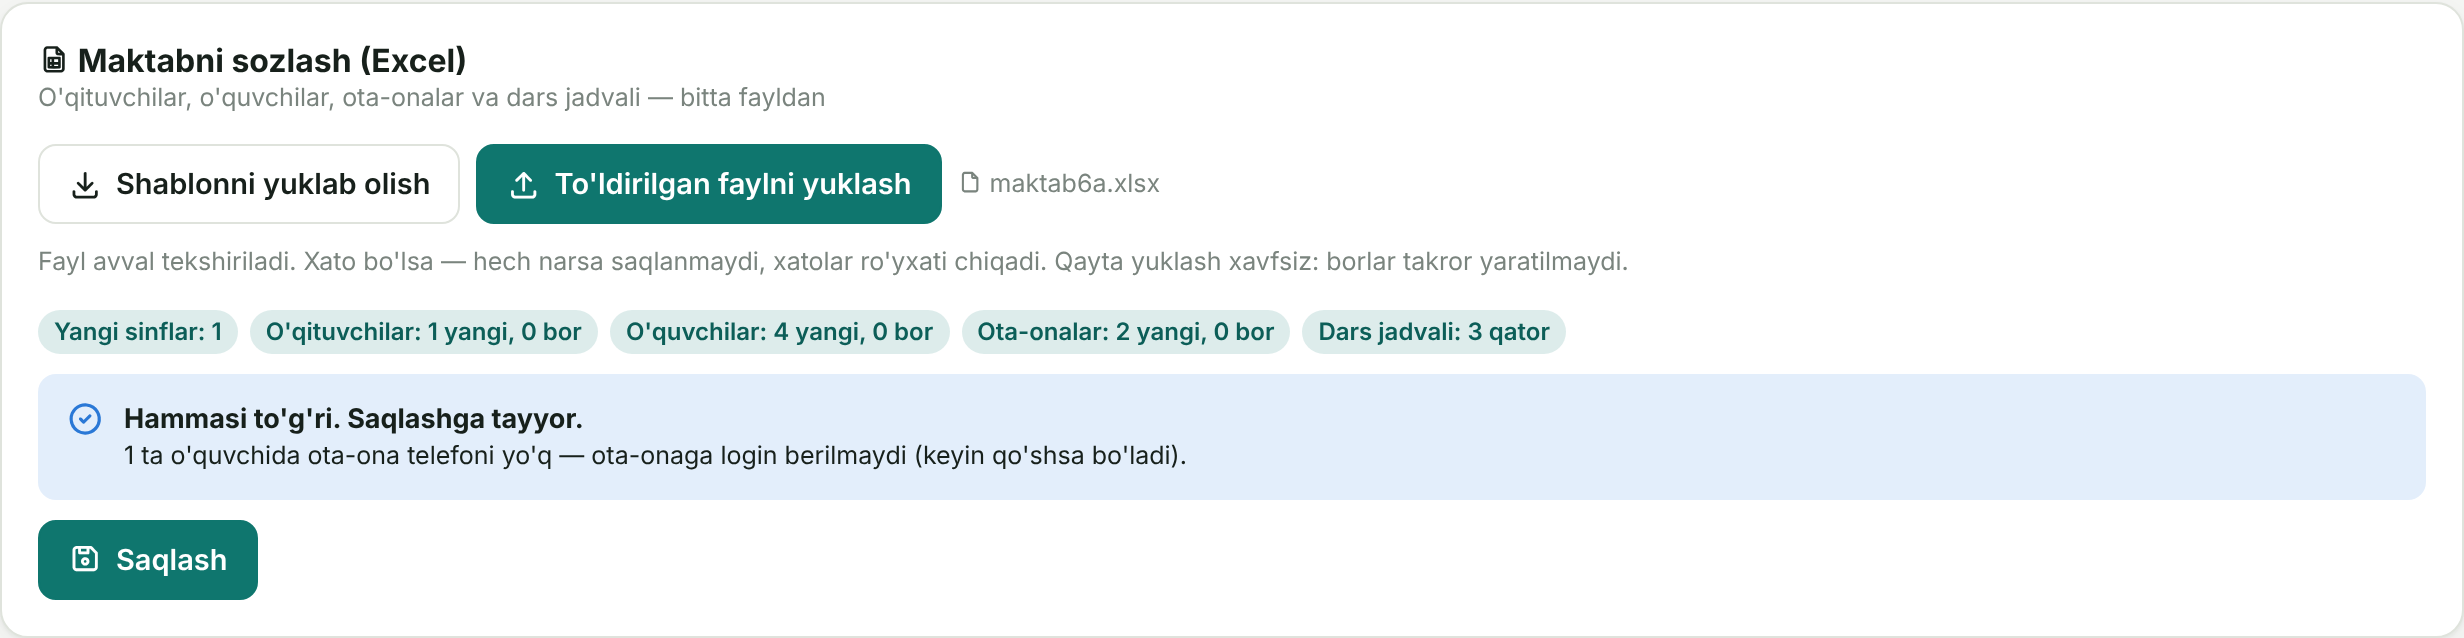 Maktabni sozlash (Excel)
O'qituvchilar, o'quvchilar, ota-onalar va dars jadvali — bitta fayldan
Shablonni yuklab olish
To'ldirilgan faylni yuklash
maktab6a.xlsx
Fayl avval tekshiriladi. Xato bo'lsa — hech narsa saqlanmaydi, xatolar ro'yxati chiqadi. Qayta yuklash xavfsiz: borlar takror yaratilmaydi.
Yangi sinflar: 1
O'qituvchilar: 1 yangi, 0 bor
O'quvchilar: 4 yangi, 0 bor
Ota-onalar: 2 yangi, 0 bor
Dars jadvali: 3 qator
Hammasi to'g'ri. Saqlashga tayyor.
1 ta o'quvchida ota-ona telefoni yo'q — ota-onaga login berilmaydi (keyin qo'shsa bo'ladi).
Saqlash